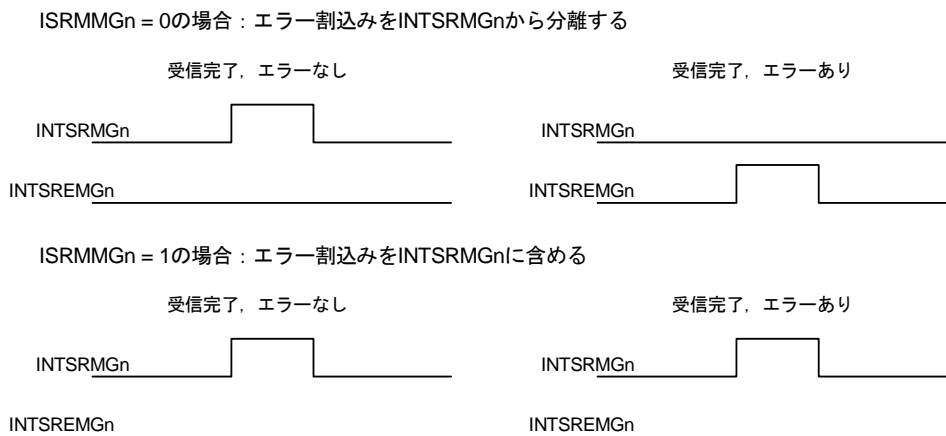 ISRMMGn = 0の場合：エラー割込みをINTSRMGnから分離する
受信完了，エラーなし
受信完了，エラーあり
INTSRMGn
INTSRMGn
INTSREMGn
INTSREMGn
ISRMMGn = 1の場合：エラー割込みをINTSRMGnに含める
受信完了，エラーなし
受信完了，エラーあり
INTSRMGn
INTSRMGn
INTSREMGn
INTSREMGn